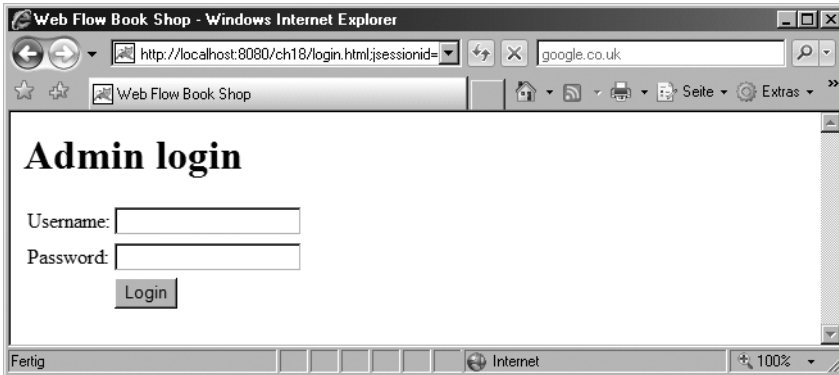 Web Flow Book Shop - Windows Internet Explorer
http://localhost:8080/ch18/login.html;jsessionid=
google.co.uk
Web Flow Book Shop
Seite
Extras
»
Admin login
Username:
Password:
Login
Fertig
Internet
100%